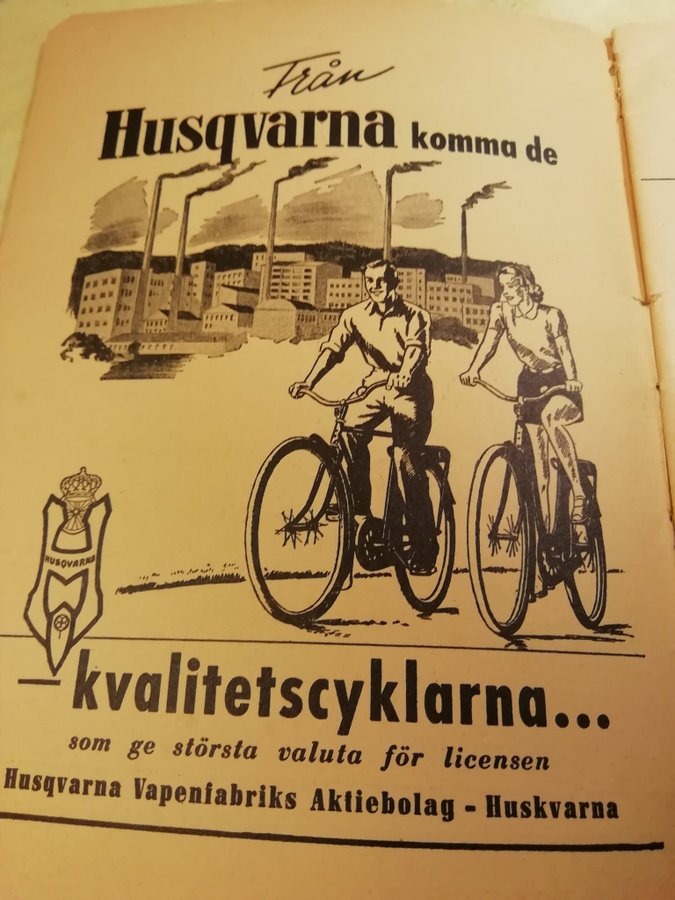 Från
Husqvarna komma de
HUSQVARNA
-kvalitetscyklarna...
som ge största valuta för licensen
Husqvarna Vapenfabriks Aktiebolag - Huskvarna